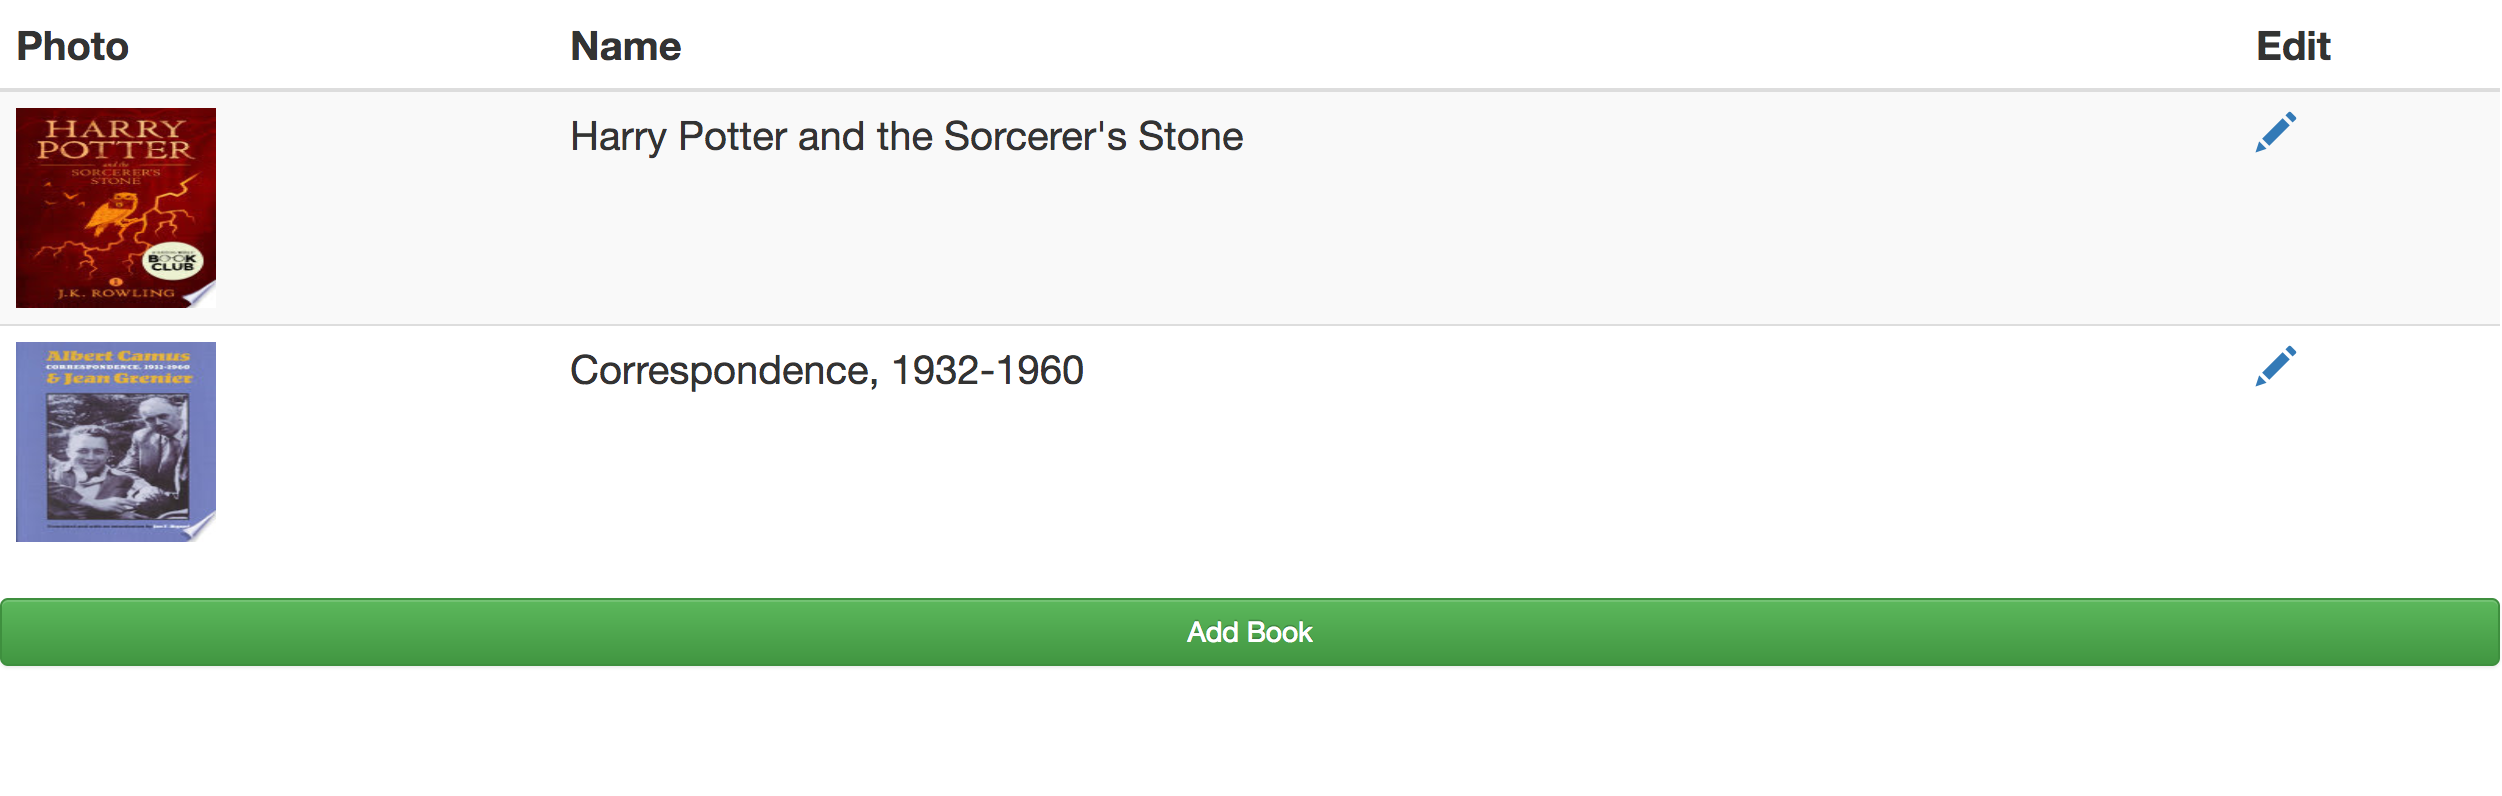 Photo Name Edit
HARRY
POTTER
and the
SORCERER'S
STONE
BOOK
CLUB
1
J.K. ROWLING
Harry Potter and the Sorcerer's Stone
Albert Camus
CORRESPONDENCE, 1932-1960
& Jean Grenier
Correspondence, 1932-1960
Add Book